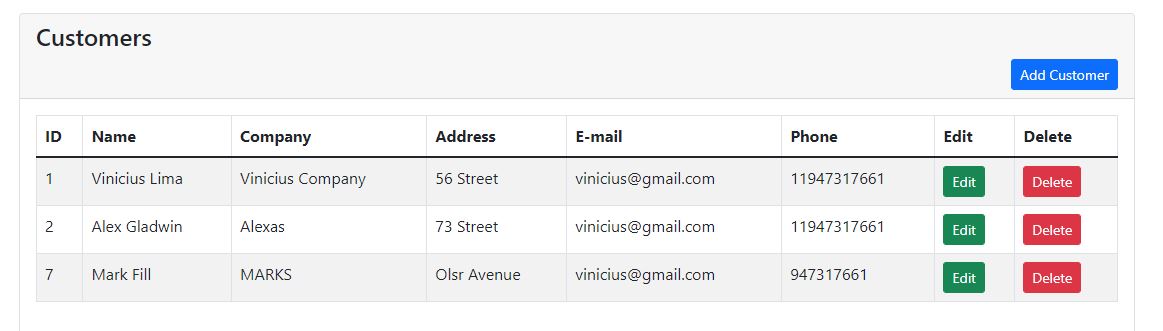 Customers
Add Customer
ID Name Company Address E-mail Phone Edit Delete
1 Vinicius Lima Vinicius Company 56 Street vinicius@gmail.com 11947317661 Edit Delete
2 Alex Gladwin Alexas 73 Street vinicius@gmail.com 11947317661 Edit Delete
7 Mark Fill MARKS Olsr Avenue vinicius@gmail.com 947317661 Edit Delete